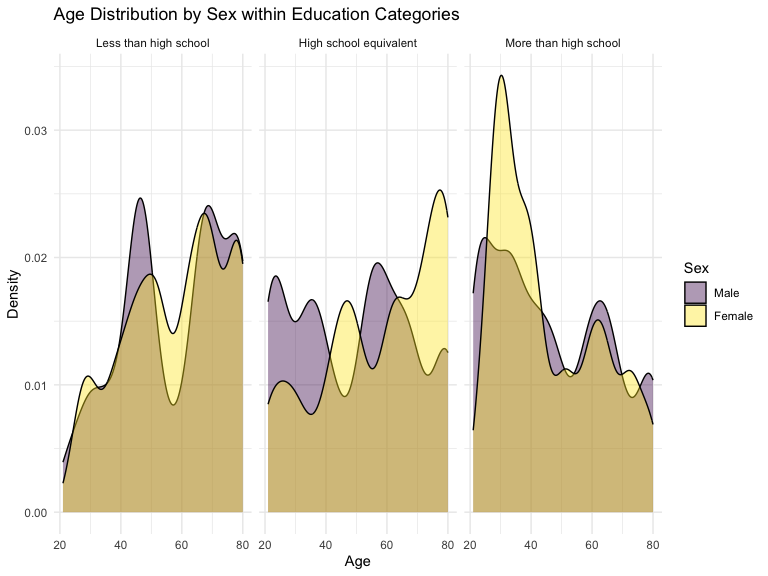 Age Distribution by Sex within Education Categories
Less than high school
High school equivalent
More than high school
Density
0.03
0.02
0.01
0.00
20 40 60 80
20 40 60 80
20 40 60 80
Age
Sex
Male
Female